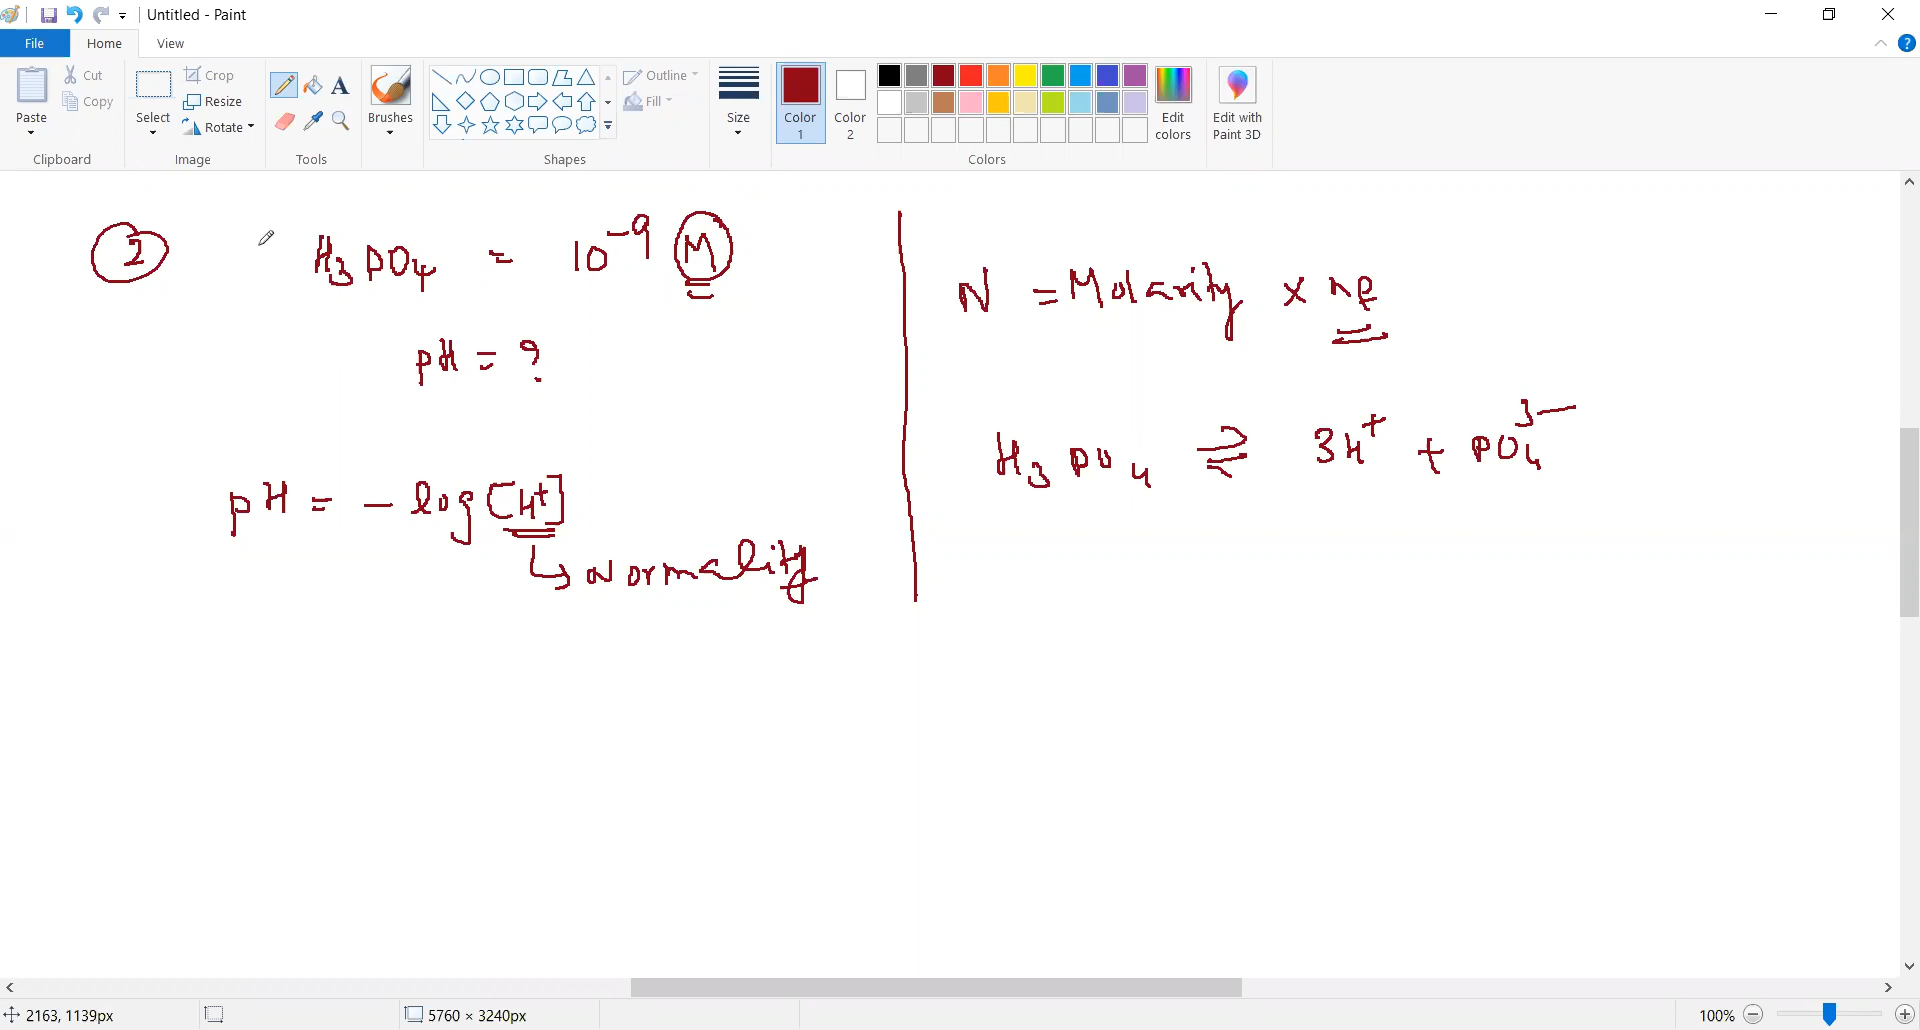 Untitled - Paint
File Home View
Cut
Copy
Paste
Clipboard
Select
Crop
Resize
Rotate
Image
Tools
Brushes
Outline
Fill
Shapes
Size
Color 1
Color 2
Edit colors
Colors
Edit with Paint 3D
2
H3PO4 = 10⁻⁹ M
pH = ?
pH = - log [H⁺]
↳ Normality
N = Molarity × nf
H3PO4 ⇌ 3H⁺ + PO4³⁻
2163, 1139px
5760 × 3240px
100%